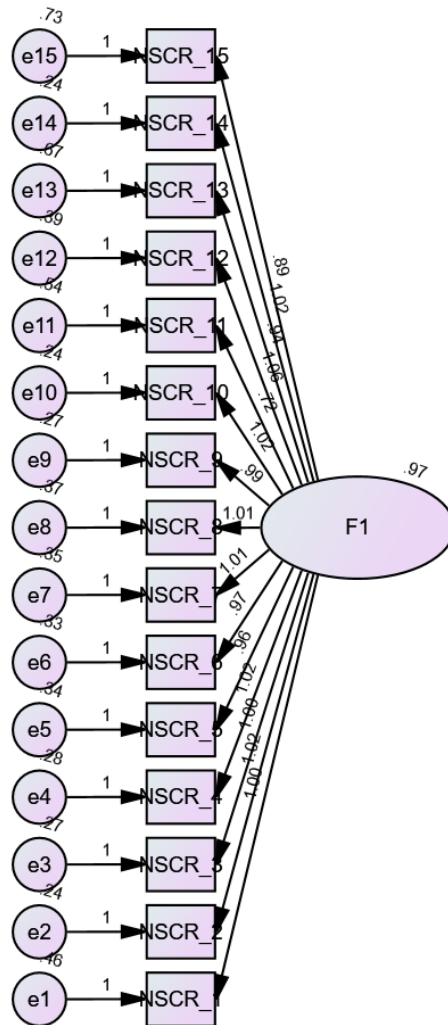 .73
e15 1 NSCR_15
.24
e14 1 NSCR_14
.67
e13 1 NSCR_13
.39
e12 1 NSCR_12
.89
.64
1.02
e11 1 NSCR_11
.94
.24
1.06
e10 1 NSCR_10
.72
.27
1.02
e9 1 NSCR_9
.99
.97
.37
e8 1 NSCR_8 1.01 F1
.35
1.01
e7 1 NSCR_7
.33
.97
e6 1 NSCR_6
.96
.34
1.02
e5 1 NSCR_5
1.00
.28
1.02
e4 1 NSCR_4
1.00
.27
e3 1 NSCR_3
.24
e2 1 NSCR_2
.46
e1 1 NSCR_1